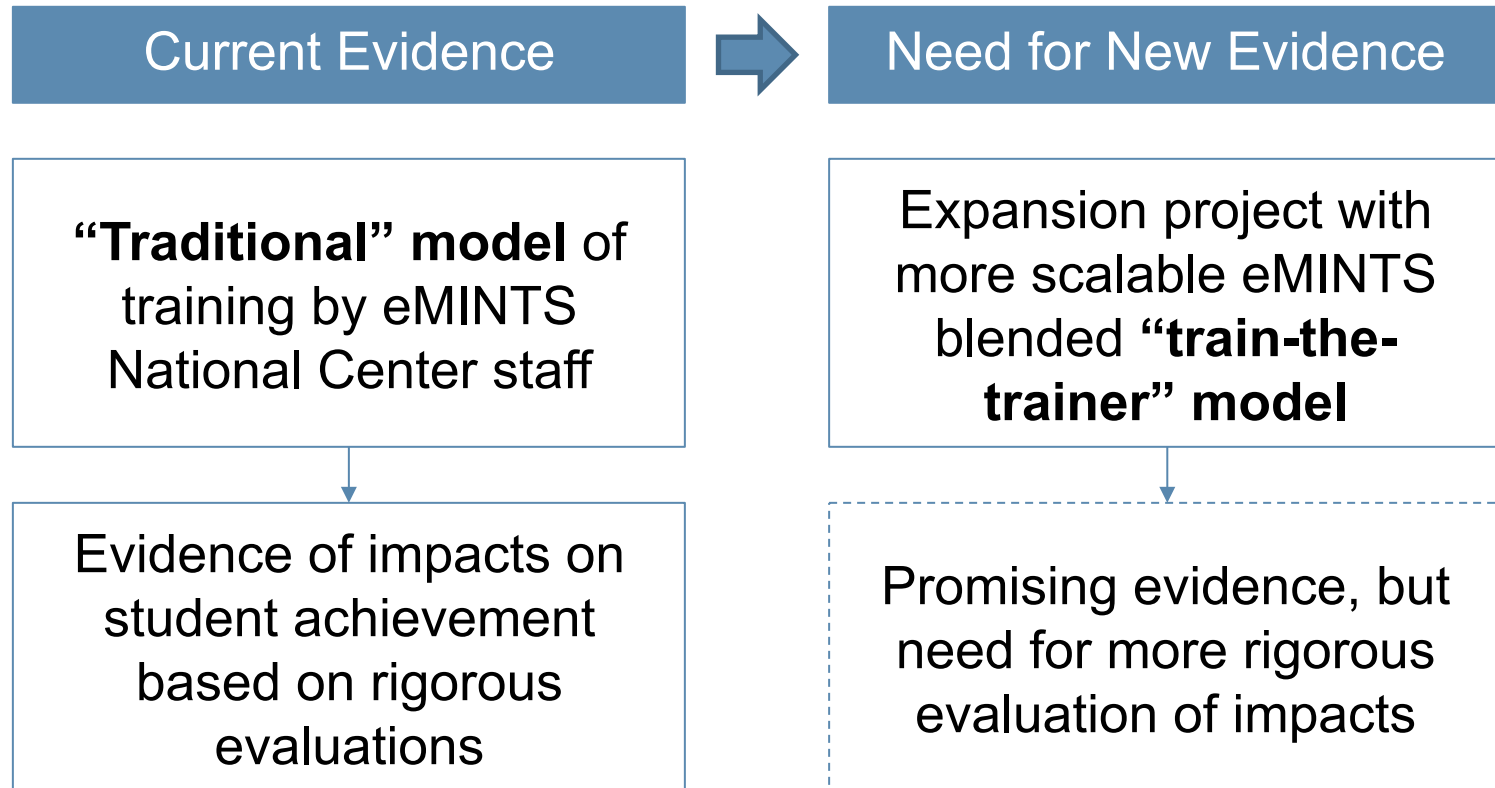 Current Evidence
Need for New Evidence
“Traditional” model of
training by eMINTS
National Center staff
Expansion project with
more scalable eMINTS
blended “train-the-
trainer” model
Evidence of impacts on
student achievement
based on rigorous
evaluations
Promising evidence, but
need for more rigorous
evaluation of impacts